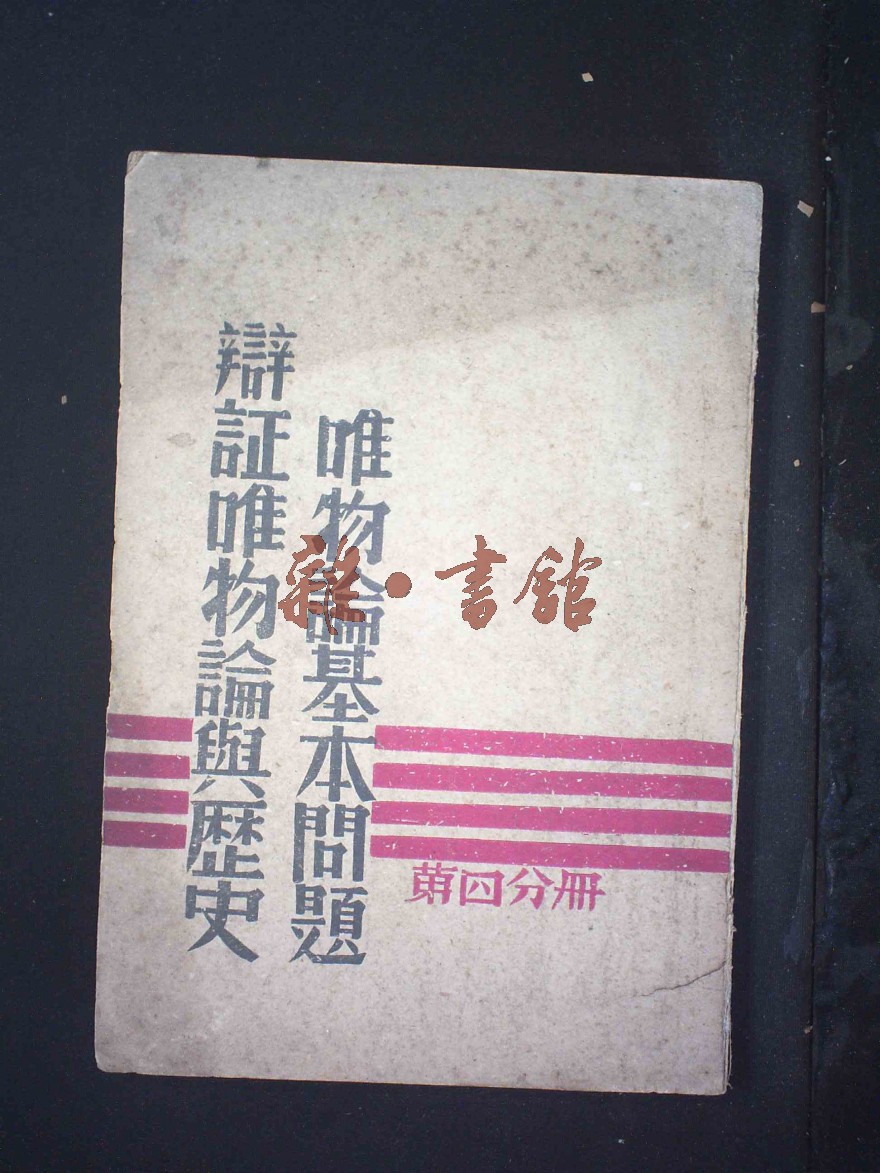 唯物論基本問題
辯証唯物論與歷史
第四分冊
雜·書館